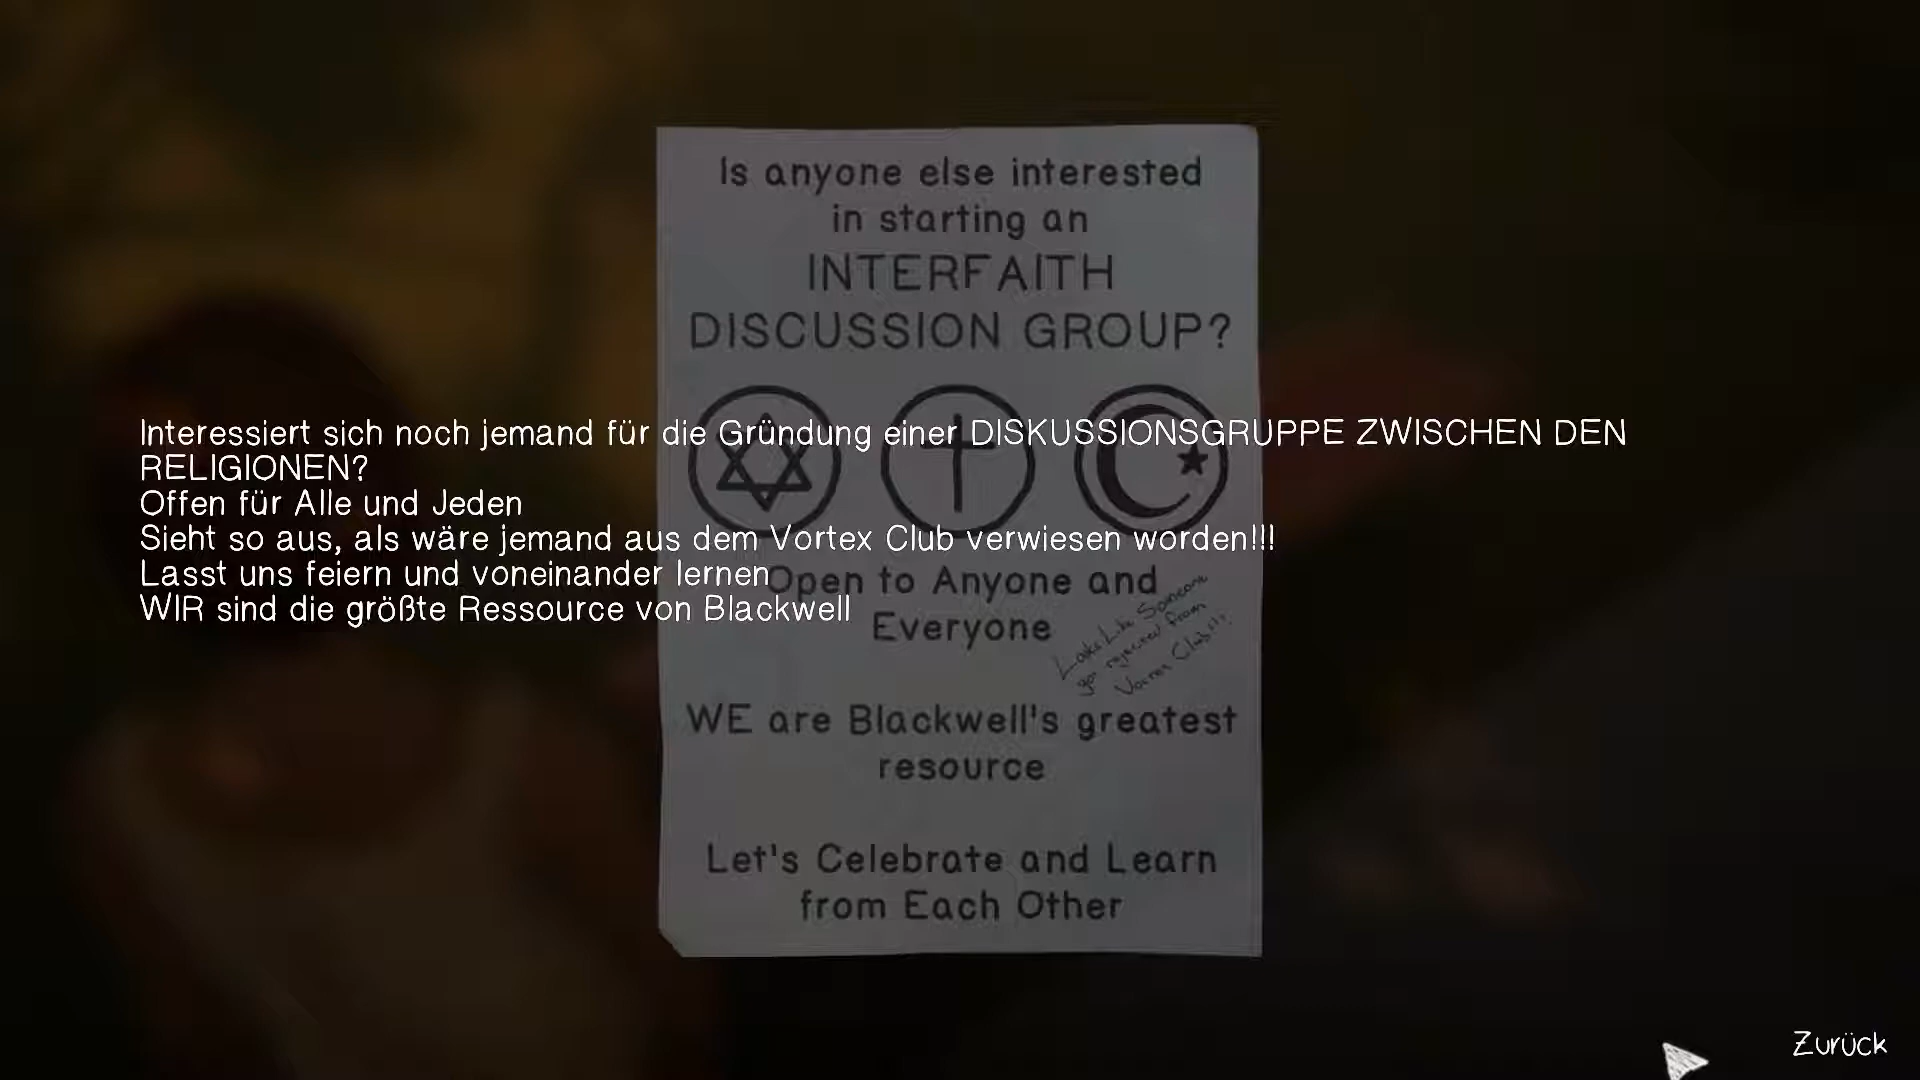 Is anyone else interested
in starting an
INTERFAITH
DISCUSSION GROUP?
Interessiert sich noch jemand für die Gründung einer DISKUSSIONSGRUPPE ZWISCHEN DEN
RELIGIONEN?
Offen für Alle und Jeden
Sieht so aus, als wäre jemand aus dem Vortex Club verwiesen worden!!!
Lasst uns feiern und voneinander lernen
WIR sind die größte Ressource von Blackwell
Open to Anyone and
Everyone
Looks Like Someone
got rejected from
Vortex Club!!!
WE are Blackwell's greatest
resource
Let's Celebrate and Learn
from Each Other
Zurück